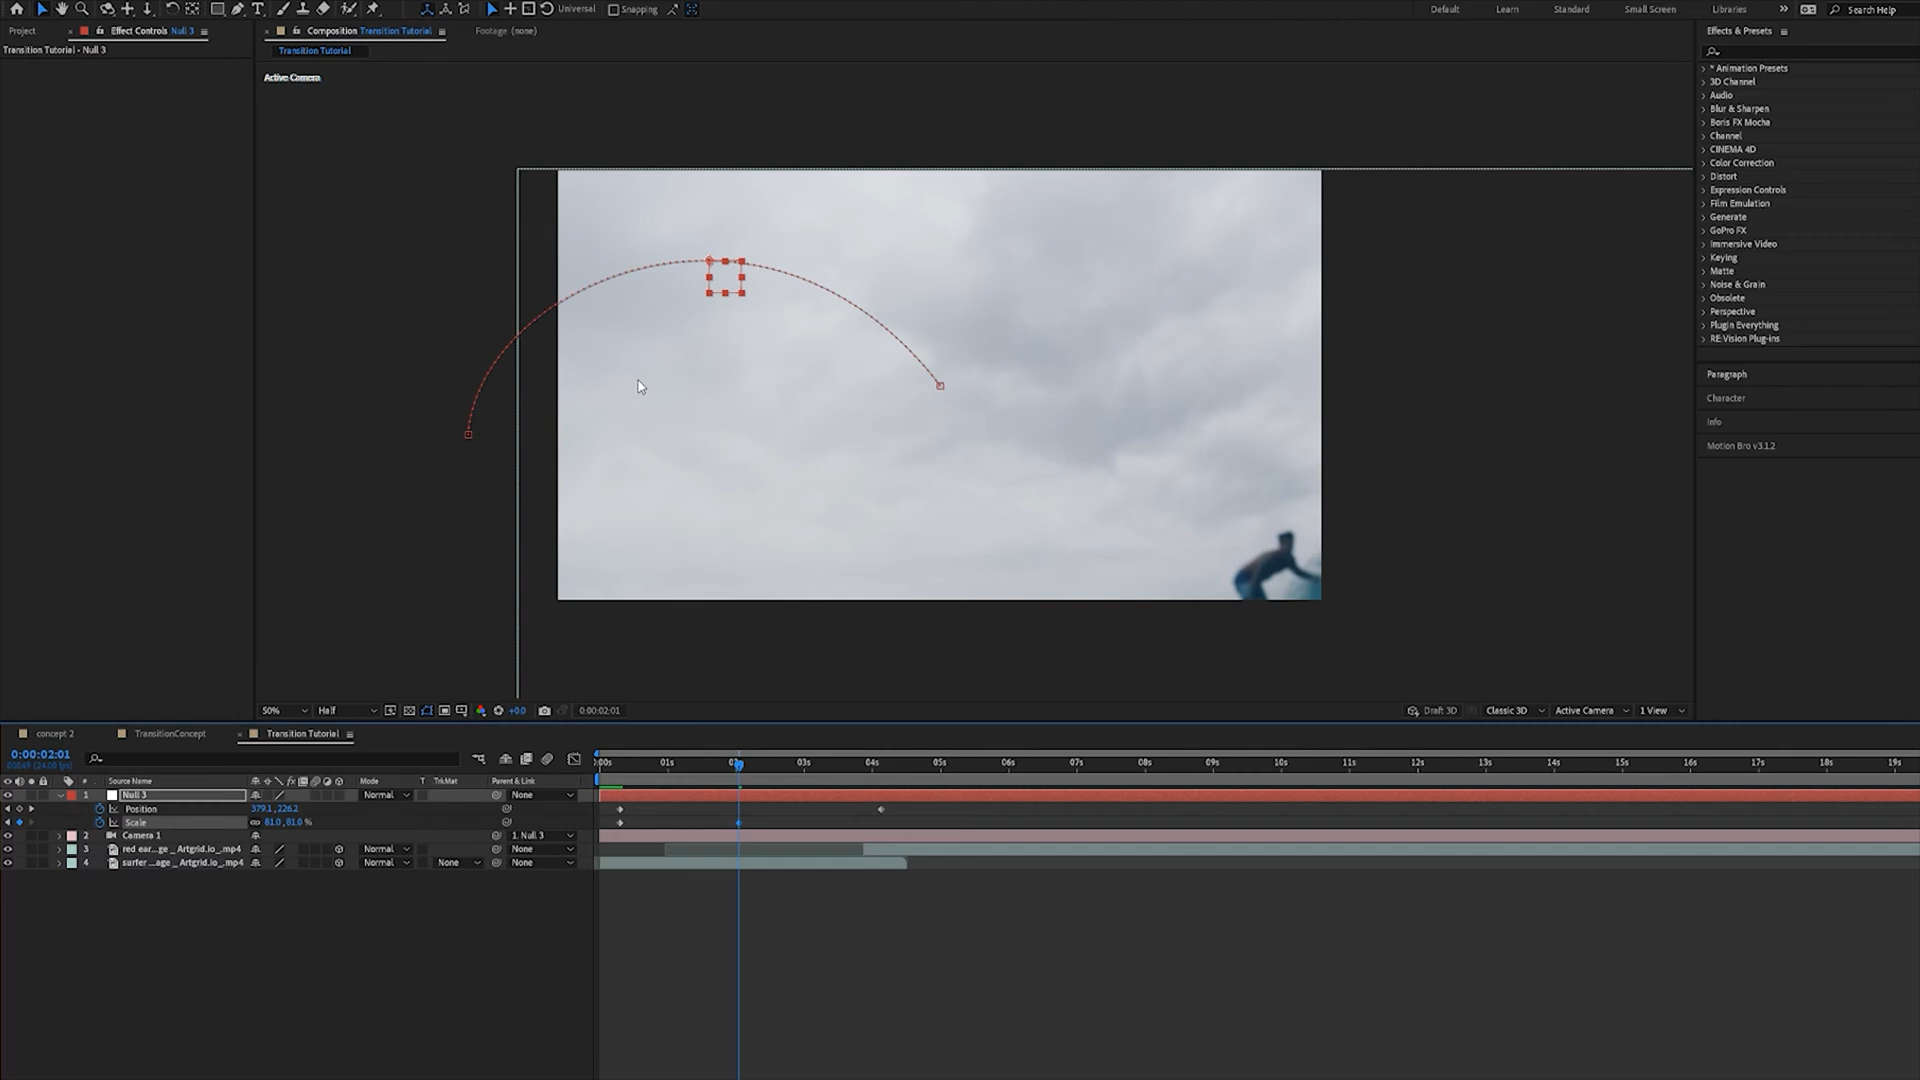 Universal Snapping Default Learn Standard Small Screen Libraries Search Help
Project Effect Controls Null 3 Composition Transition Tutorial Footage (none) Effects & Presets
Transition Tutorial - Null 3 Transition Tutorial
Active Camera
* Animation Presets
3D Channel
Audio
Blur & Sharpen
Boris FX Mocha
Channel
CINEMA 4D
Color Correction
Distort
Expression Controls
Film Emulation
Generate
GoPro FX
Immersive Video
Keying
Matte
Noise & Grain
Obsolete
Perspective
Plugin Everything
RE:Vision Plug-ins
Paragraph
Character
Info
Motion Bro v3.1.2
50% Half +0.0 0:00:02:01 Draft 3D Classic 3D Active Camera 1 View
concept 2 TransitionConcept Transition Tutorial
0:00:02:01
:00s 01s 02s 03s 04s 05s 06s 07s 08s 09s 10s 11s 12s 13s 14s 15s 16s 17s 18s 19s
# Source Name Mode T TrkMat Parent & Link
1 Null 3 Normal None
Position 379.1, 226.2
Scale 81.0, 81.0 %
2 Camera 1 1. Null 3
3 red ear...ge _ Artgrid.io_.mp4 Normal None
4 surfer ...age _ Artgrid.io_.mp4 Normal None None